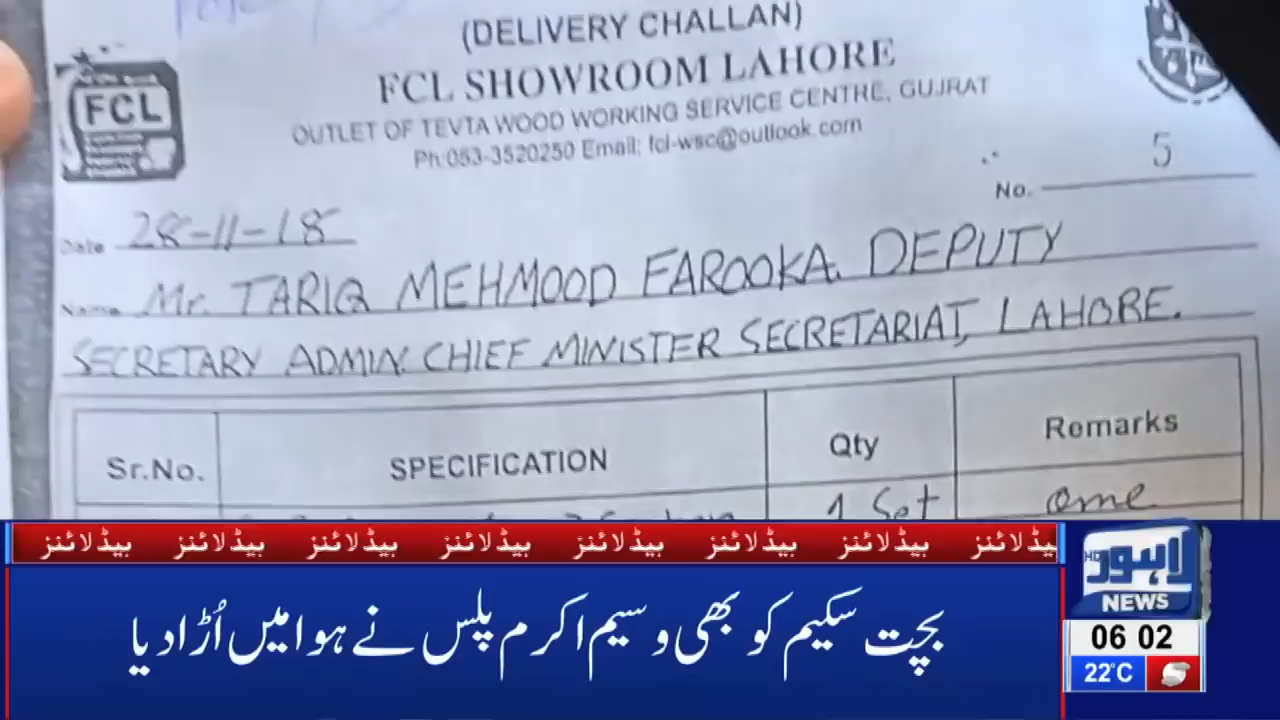 (DELIVERY CHALLAN)
FCL
FCL SHOWROOM LAHORE
OUTLET OF TEVTA WOOD WORKING SERVICE CENTRE, GUJRAT
Ph:053-3520250 Email: fcl-wsc@outlook.com
No. 5
Date 28-11-18
Name Mr. TARIQ MEHMOOD FAROOKA. DEPUTY
SECRETARY ADMIN. CHIEF MINISTER SECRETARIAT, LAHORE.
Sr.No. SPECIFICATION Qty Remarks
1 Set one
ہیڈلائنز ہیڈلائنز ہیڈلائنز ہیڈلائنز ہیڈلائنز ہیڈلائنز ہیڈلائنز ہیڈلائنز
بچت سکیم کو بھی وسیم اکرم پلس نے ہوا میں اُڑا دیا
لاہور HD
NEWS
06 02
22°C